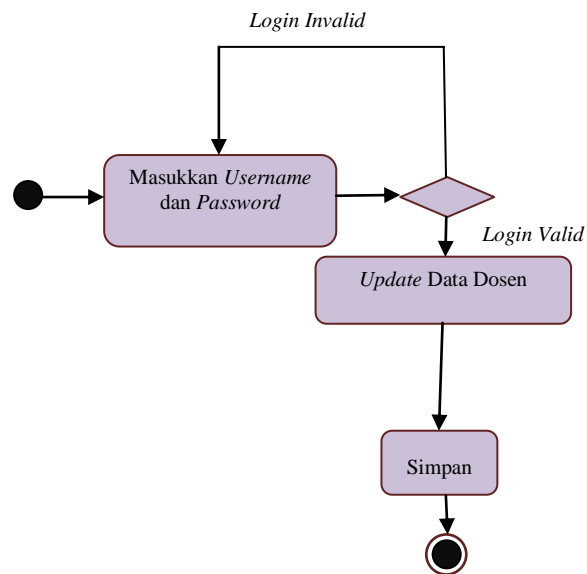 Login Invalid
Masukkan Username
dan Password
Login Valid
Update Data Dosen
Simpan